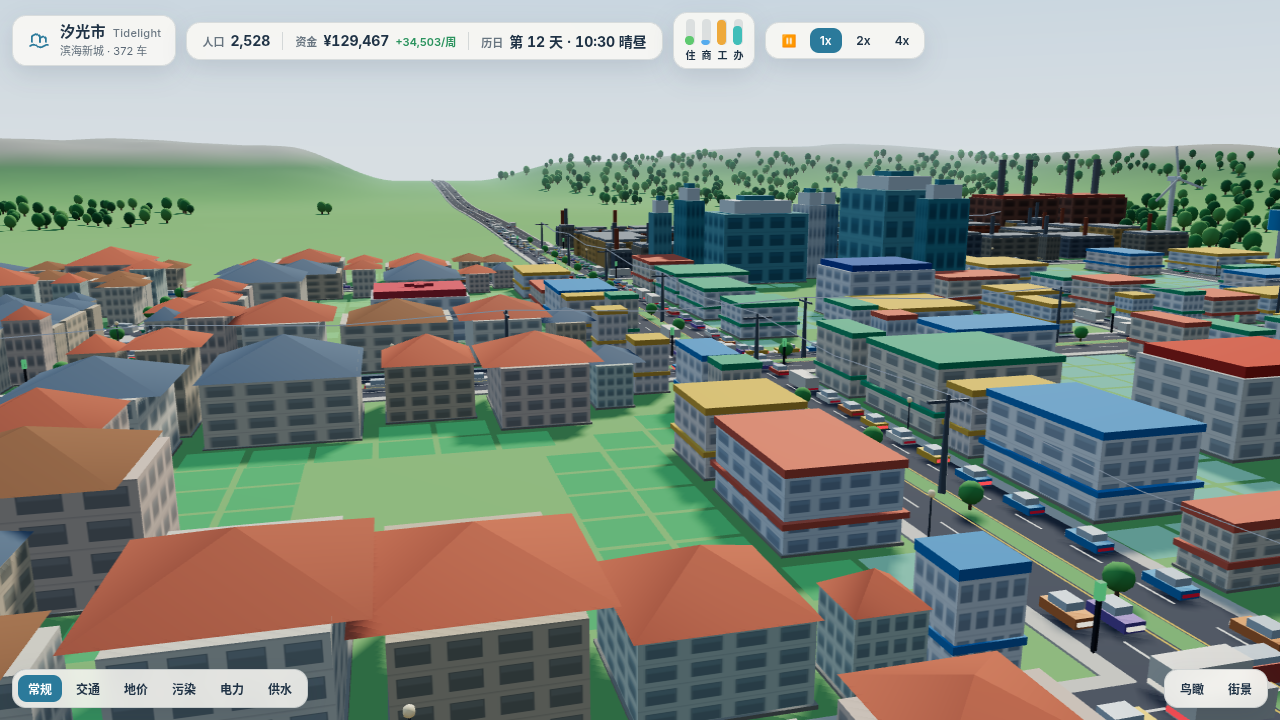 汐光市 Tidelight
滨海新城 · 372 车
人口 2,528 资金 ¥129,467 +34,503/周 历日 第 12 天 · 10:30 晴昼
住 商 工 办
1x 2x 4x
常规 交通 地价 污染 电力 供水
鸟瞰 街景